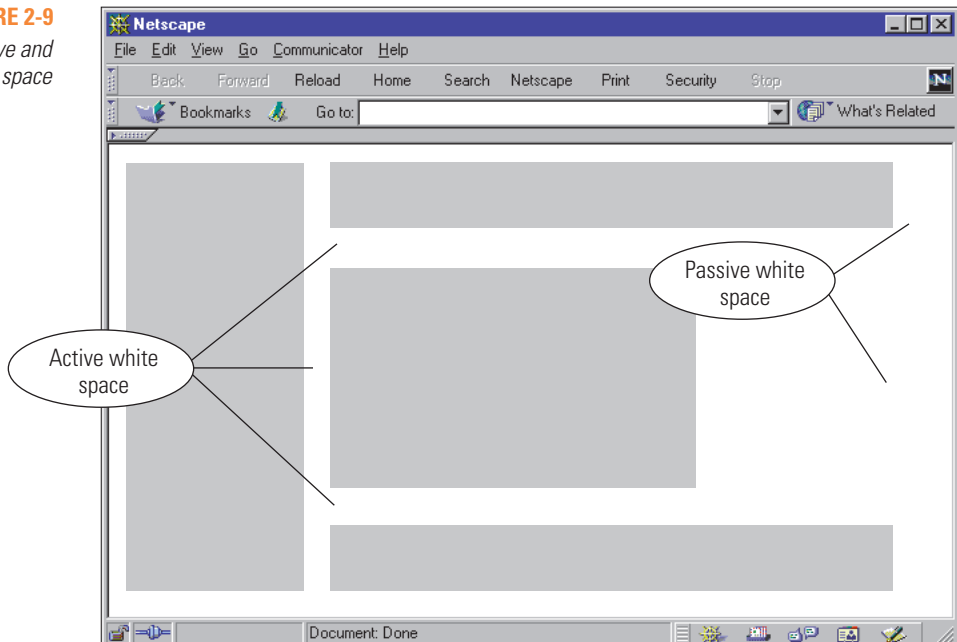 RE 2-9
ve and
space
Netscape
File Edit View Go Communicator Help
Back Forward Reload Home Search Netscape Print Security Stop
N
Bookmarks Go to: What's Related
Passive white
space
Active white
space
Document: Done